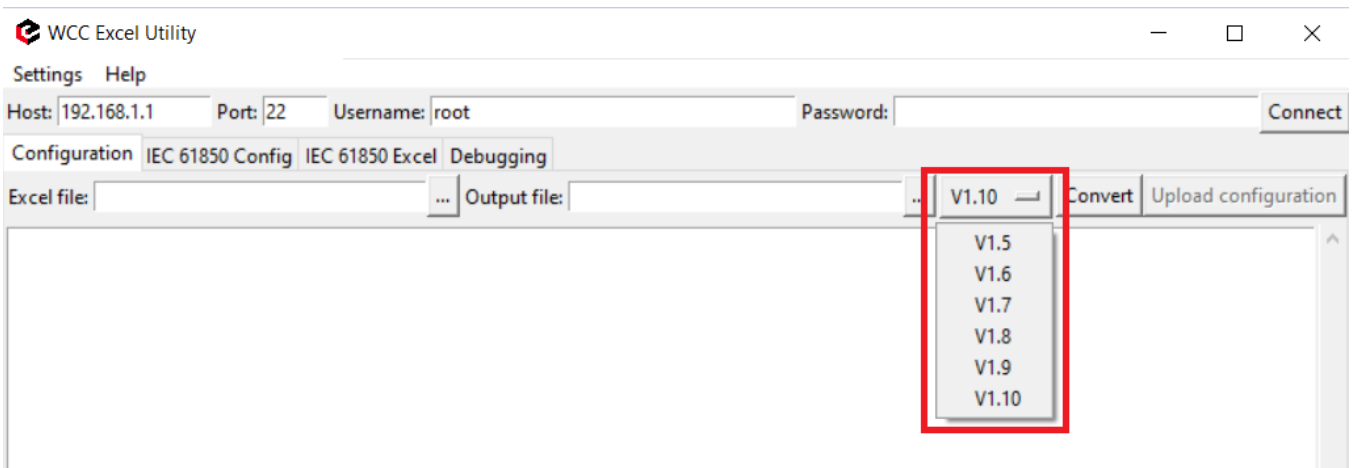 WCC Excel Utility
Settings Help
Host: 192.168.1.1 Port: 22 Username: root Password: Connect
Configuration IEC 61850 Config IEC 61850 Excel Debugging
Excel file: ... Output file: ... V1.10 Convert Upload configuration
V1.5
V1.6
V1.7
V1.8
V1.9
V1.10